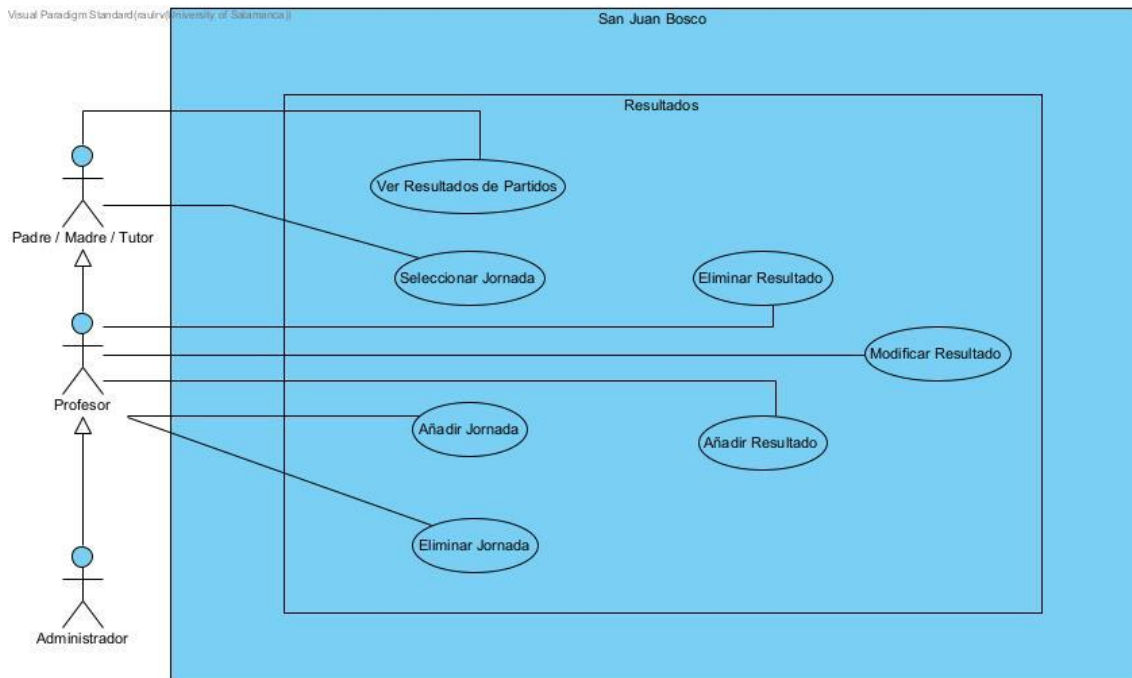 Visual Paradigm Standard(raulrv(University of Salamanca))
San Juan Bosco
Resultados
Ver Resultados de Partidos
Padre / Madre / Tutor
Seleccionar Jornada
Eliminar Resultado
Modificar Resultado
Profesor
Añadir Jornada
Añadir Resultado
Eliminar Jornada
Administrador